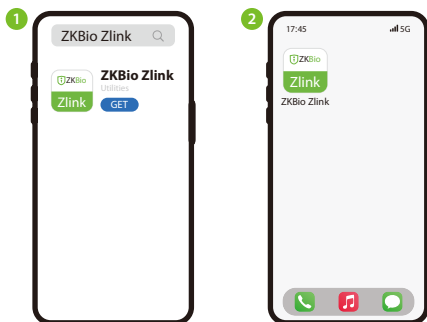 1
ZKBio Zlink
ZKBio
Zlink
ZKBio Zlink
Utilities
GET
2
17:45
5G
ZKBio
Zlink
ZKBio Zlink